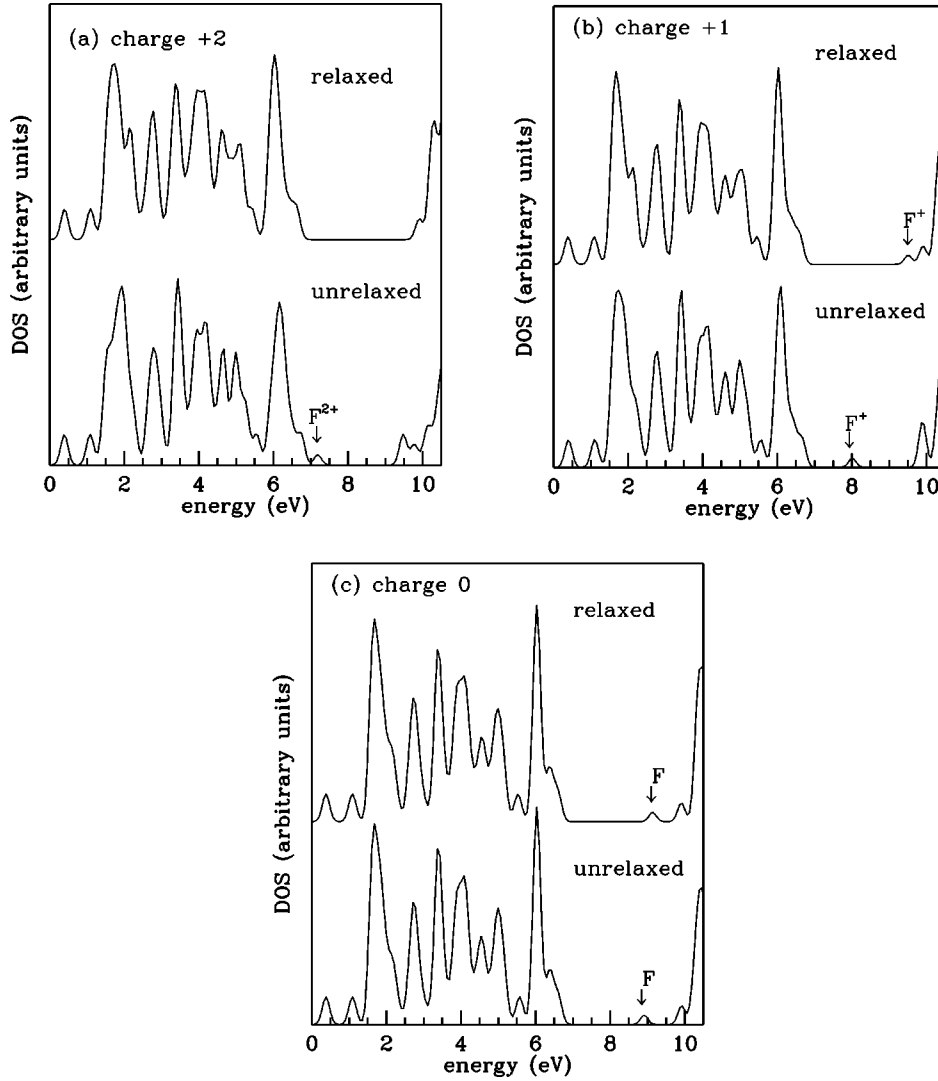 (a) charge +2
relaxed
unrelaxed
F²⁺
DOS (arbitrary units)
0 2 4 6 8 10
energy (eV)
(b) charge +1
relaxed
F⁺
unrelaxed
F⁺
DOS (arbitrary units)
0 2 4 6 8 10
energy (eV)
(c) charge 0
relaxed
F
unrelaxed
F
DOS (arbitrary units)
0 2 4 6 8 10
energy (eV)